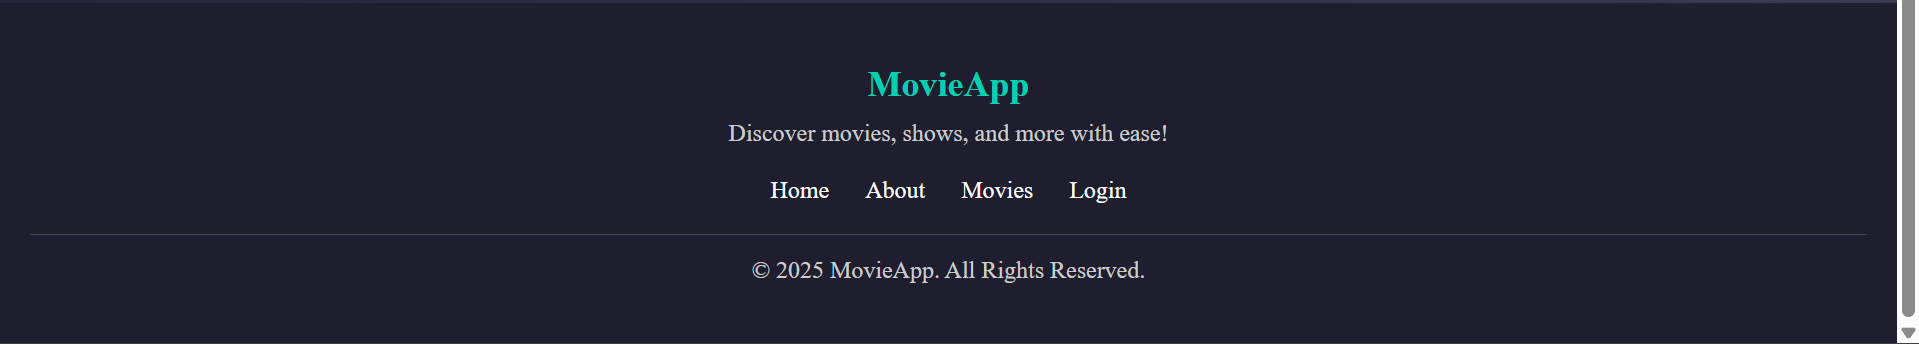 MovieApp
Discover movies, shows, and more with ease!
Home About Movies Login
© 2025 MovieApp. All Rights Reserved.